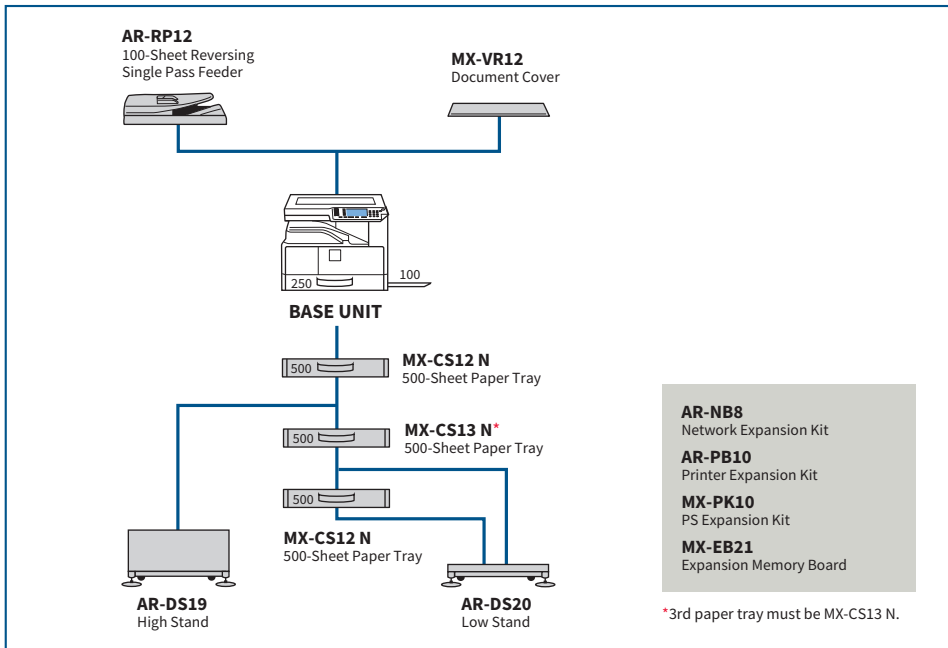 AR-RP12
100-Sheet Reversing
Single Pass Feeder
MX-VR12
Document Cover
250
100
BASE UNIT
500
MX-CS12 N
500-Sheet Paper Tray
500
MX-CS13 N*
500-Sheet Paper Tray
500
MX-CS12 N
500-Sheet Paper Tray
AR-DS19
High Stand
AR-DS20
Low Stand
AR-NB8
Network Expansion Kit
AR-PB10
Printer Expansion Kit
MX-PK10
PS Expansion Kit
MX-EB21
Expansion Memory Board
*3rd paper tray must be MX-CS13 N.